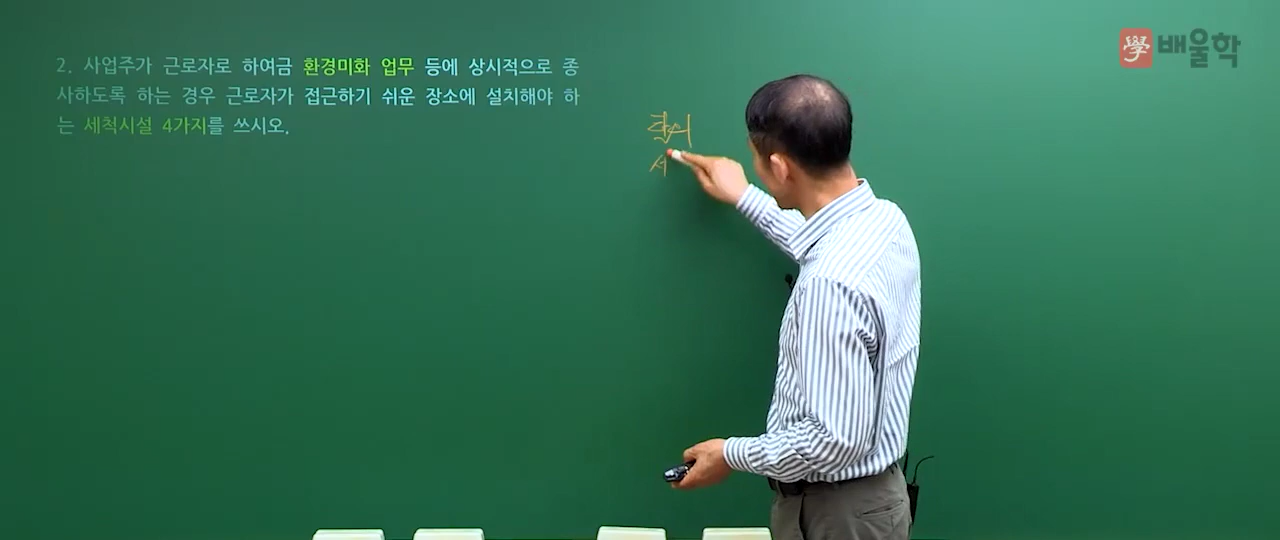 2. 사업주가 근로자로 하여금 환경미화 업무 등에 상시적으로 종
사하도록 하는 경우 근로자가 접근하기 쉬운 장소에 설치해야 하
는 세척시설 4가지를 쓰시오.
學배울학